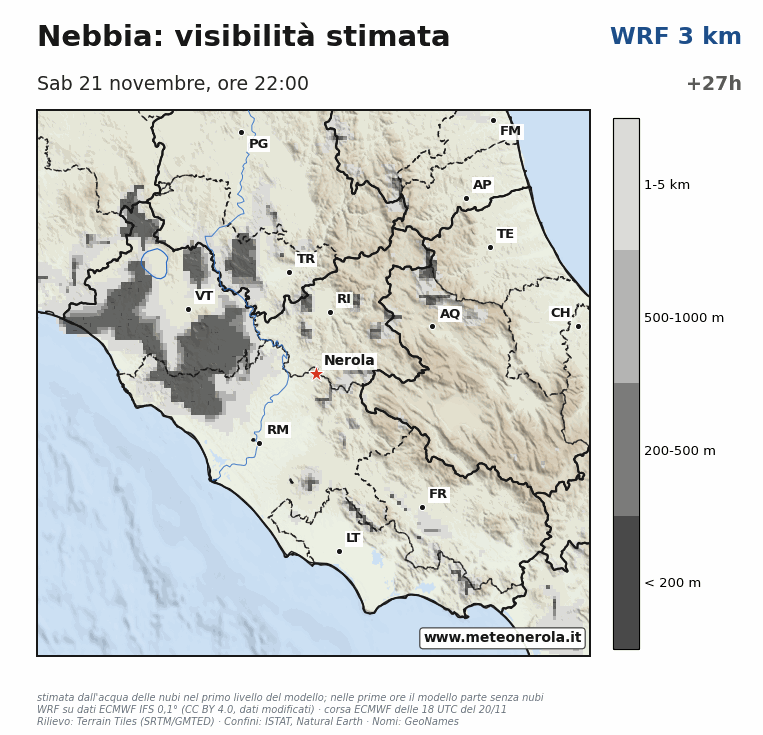 Nebbia: visibilità stimata
WRF 3 km
Sab 21 novembre, ore 22:00
+27h
FM
PG
AP
TE
TR
VT
RI
AQ
CH
Nerola
RM
FR
LT
www.meteonerola.it
1-5 km
500-1000 m
200-500 m
< 200 m
stimata dall'acqua delle nubi nel primo livello del modello; nelle prime ore il modello parte senza nubi
WRF su dati ECMWF IFS 0,1° (CC BY 4.0, dati modificati) · corsa ECMWF delle 18 UTC del 20/11
Rilievo: Terrain Tiles (SRTM/GMTED) · Confini: ISTAT, Natural Earth · Nomi: GeoNames